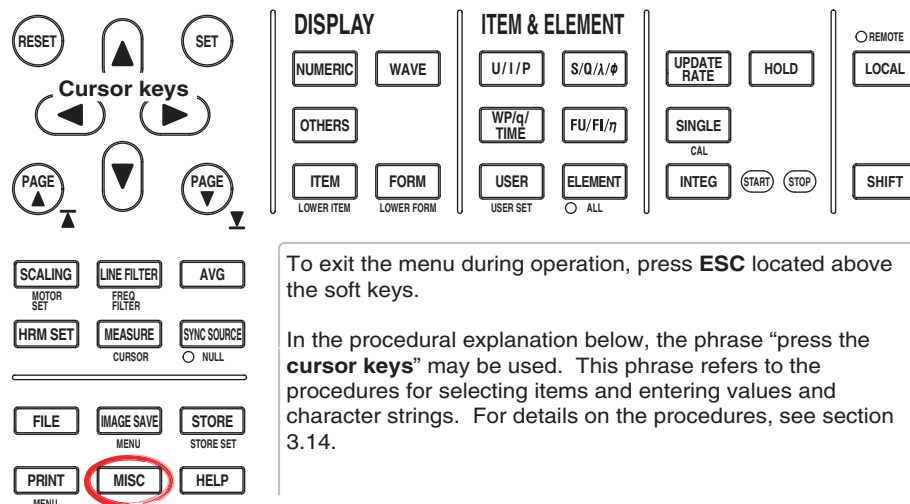 RESET
SET
Cursor keys
PAGE
PAGE
DISPLAY
NUMERIC
WAVE
OTHERS
ITEM
FORM
LOWER ITEM
LOWER FORM
ITEM & ELEMENT
U / I / P
S/Q/λ/ϕ
WP/q/
TIME
FU/FI/η
USER
ELEMENT
USER SET
ALL
UPDATE
RATE
HOLD
SINGLE
CAL
INTEG
START
STOP
REMOTE
LOCAL
SHIFT
SCALING
LINE FILTER
AVG
MOTOR
SET
FREQ
FILTER
HRM SET
MEASURE
SYNC SOURCE
CURSOR
NULL
FILE
IMAGE SAVE
STORE
MENU
STORE SET
PRINT
MISC
HELP
MENU
To exit the menu during operation, press ESC located above
the soft keys.
In the procedural explanation below, the phrase “press the
cursor keys” may be used.  This phrase refers to the
procedures for selecting items and entering values and
character strings.  For details on the procedures, see section
3.14.